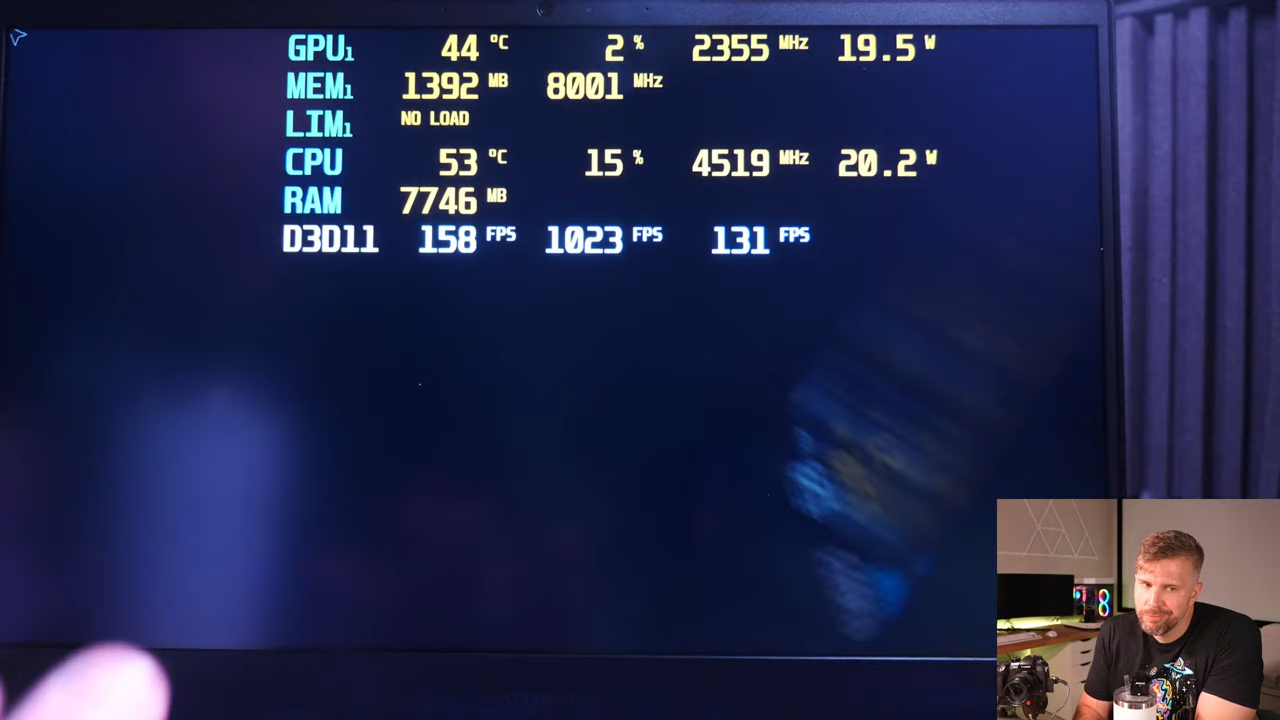 GPU1 44 °C 2 % 2355 MHz 19.5 W
MEM1 1392 MB 8001 MHz
LIM1 NO LOAD
CPU 53 °C 15 % 4519 MHz 20.2 W
RAM 7746 MB
D3D11 158 FPS 1023 FPS 131 FPS